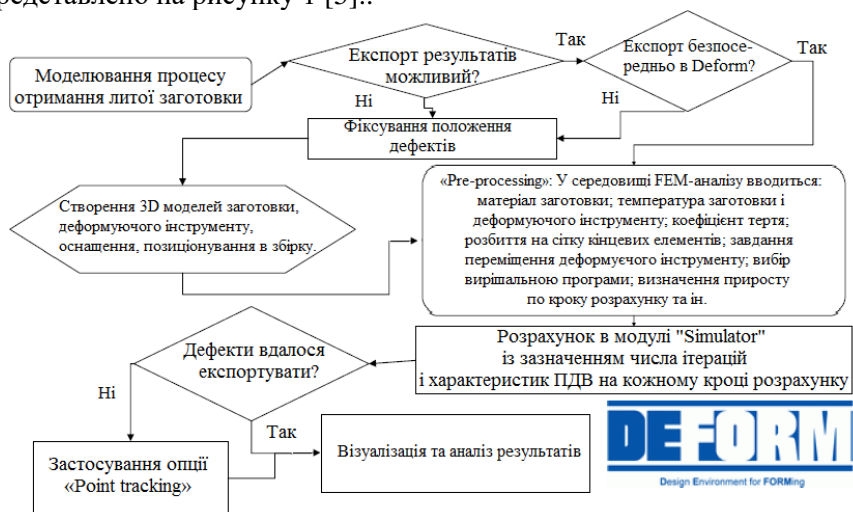 редставлено на рисунку 1 [3]..
Моделювання процесу
отримання литої заготовки
Експорт результатів
можливий?
Так
Експорт безпосе-
редньо в Deform?
Так
Ні
Ні
Фіксування положення
дефектів
Створення 3D моделей заготовки,
деформуючого інструменту,
оснащення, позиціонування в збірку.
«Pre-processing»: У середовищі FEM-аналізу вводиться:
матеріал заготовки; температура заготовки і
деформуючого інструменту; коефіцієнт тертя;
розбиття на сітку кінцевих елементів; завдання
переміщення деформуєчого інструменту; вибір
вирішальною програми; визначення приросту
по кроку розрахунку та ін.
Розрахунок в модулі "Simulator"
із зазначенням числа ітерацій
і характеристик ПДВ на кожному кроці розрахунку
Дефекти вдалося
експортувати?
Ні
Так
Застосування опції
«Point tracking»
Візуалізація та аналіз результатів
DEFORM
Design Environment for FORMing